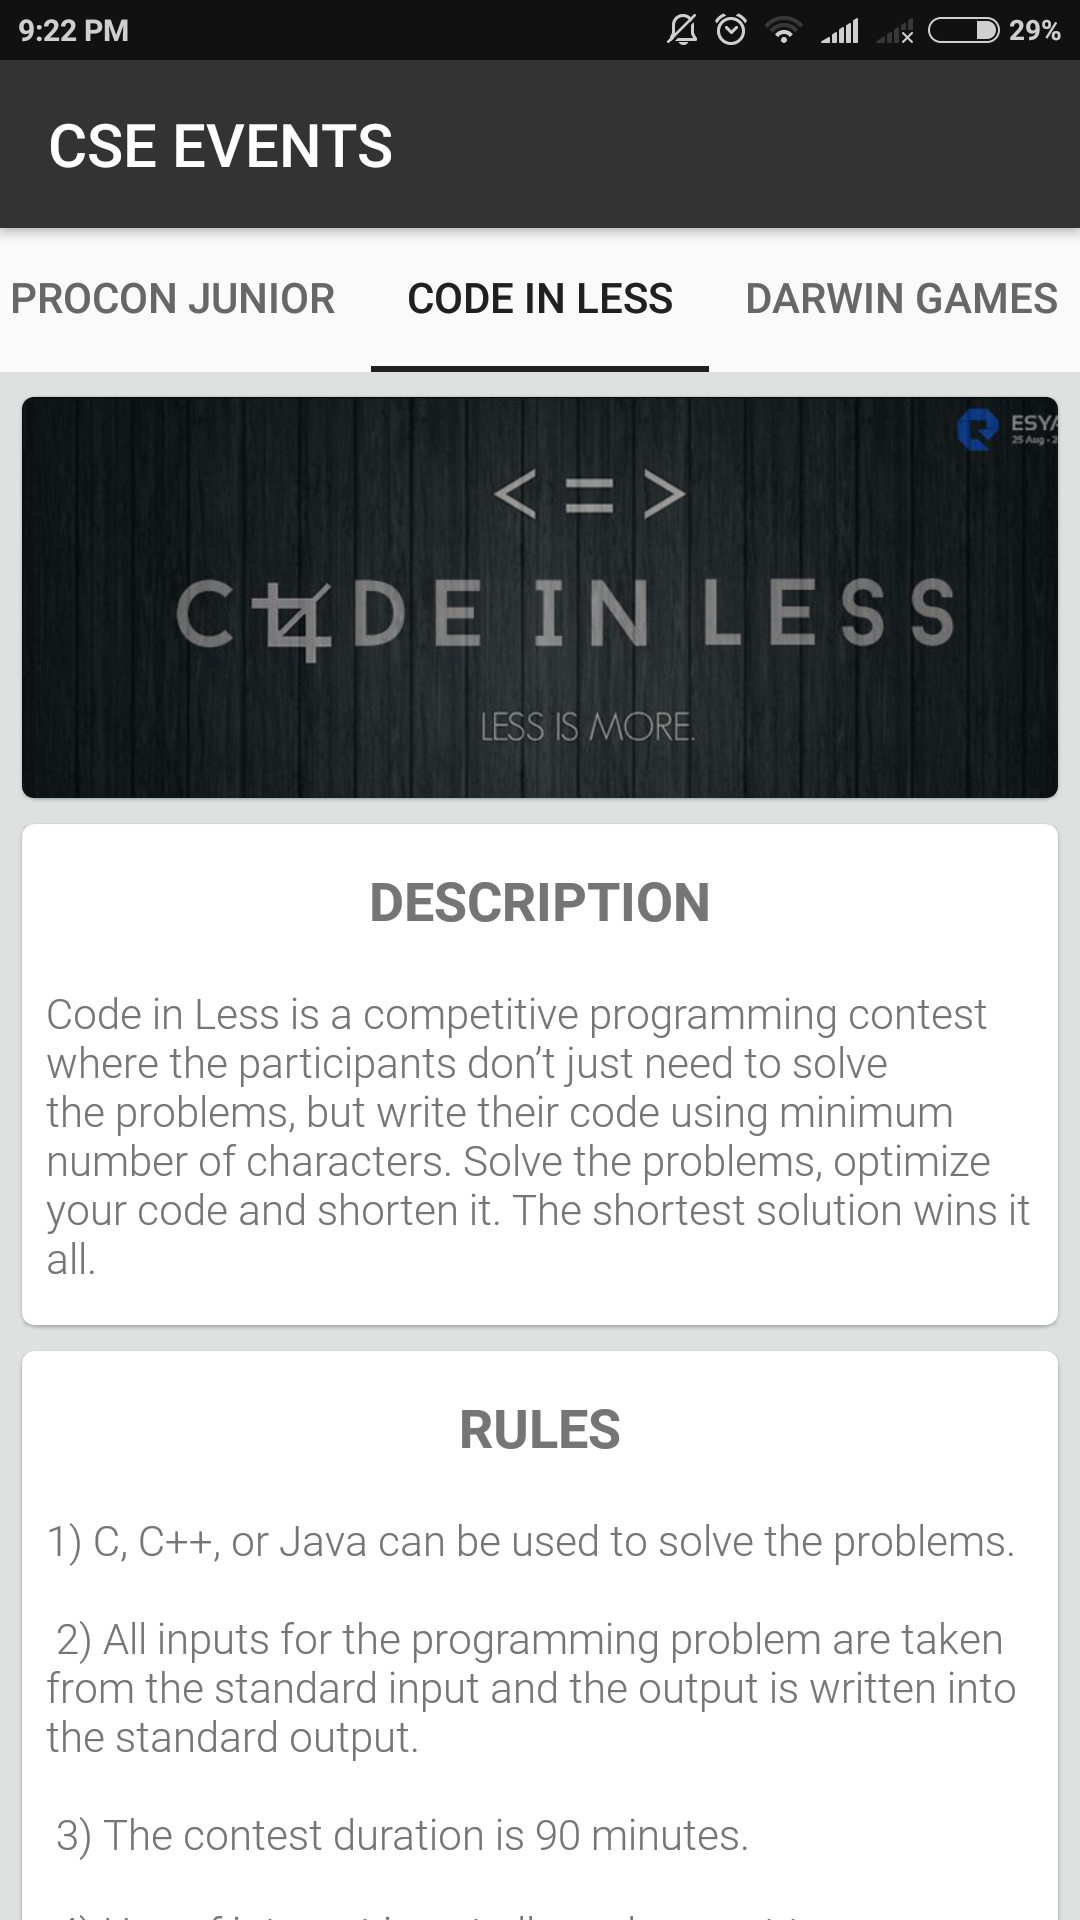 9:22 PM
29%
CSE EVENTS
PROCON JUNIOR
CODE IN LESS
DARWIN GAMES
ESYA
25 Aug - 2
< = >
CODE IN LESS
LESS IS MORE.
DESCRIPTION
Code in Less is a competitive programming contest
where the participants don’t just need to solve
the problems, but write their code using minimum
number of characters. Solve the problems, optimize
your code and shorten it. The shortest solution wins it
all.
RULES
1) C, C++, or Java can be used to solve the problems.
2) All inputs for the programming problem are taken
from the standard input and the output is written into
the standard output.
3) The contest duration is 90 minutes.